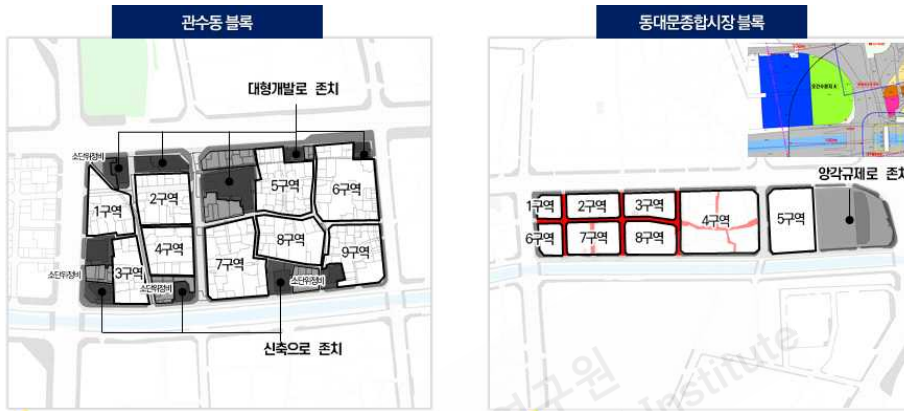 관수동 블록
대형개발로 존치
소단위정비
1구역
2구역
5구역
6구역
4구역
3구역
7구역
8구역
9구역
소단위정비
소단위정비
소단위정비
신축으로 존치
동대문종합시장 블록
양각규제로 존치
1구역
2구역
3구역
4구역
5구역
6구역
7구역
8구역
구원
Institute